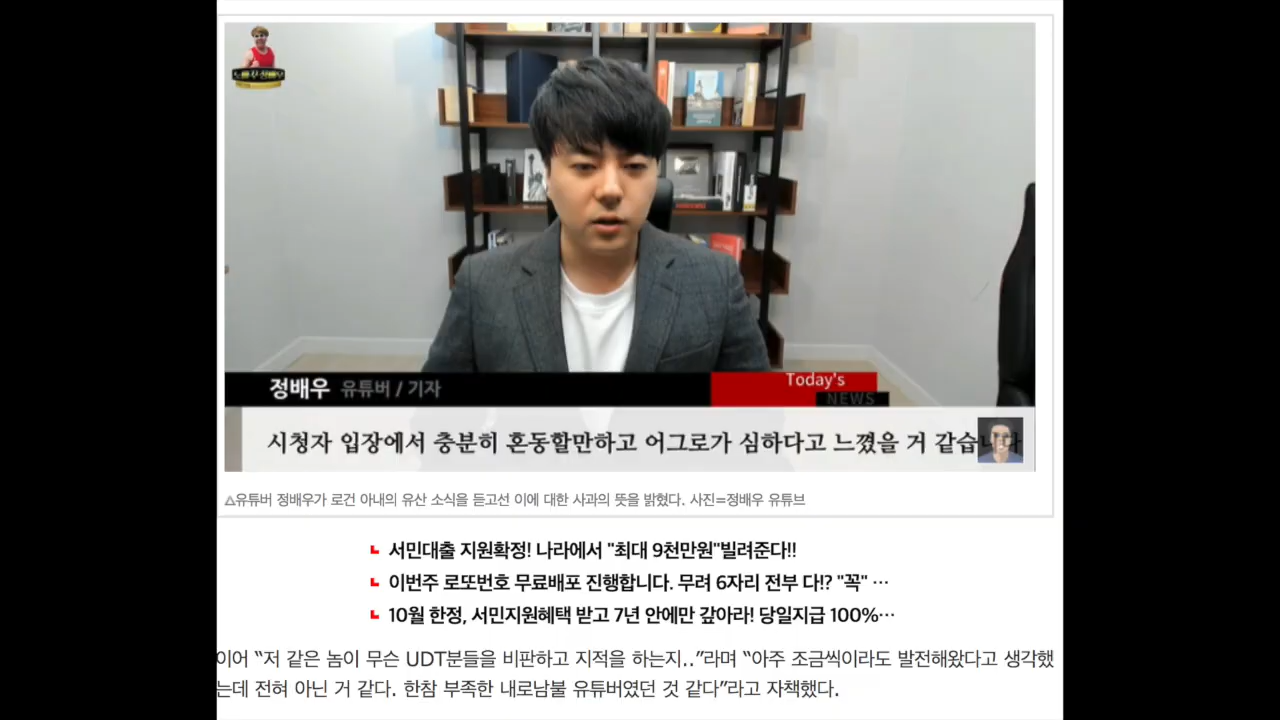 정배우 유튜버 / 기자
Today's
NEWS
시청자 입장에서 충분히 혼동할만하고 어그로가 심하다고 느꼈을 거 같습니다
△유튜버 정배우가 로건 아내의 유산 소식을 듣고선 이에 대한 사과의 뜻을 밝혔다. 사진=정배우 유튜브
서민대출 지원확정! 나라에서 "최대 9천만원"빌려준다!!
이번주 로또번호 무료배포 진행합니다. 무려 6자리 전부 다!? "꼭" …
10월 한정, 서민지원혜택 받고 7년 안에만 갚아라! 당일지급 100%…
이어 “저 같은 놈이 무슨 UDT분들을 비판하고 지적을 하는지..”라며 “아주 조금씩이라도 발전해왔다고 생각했
는데 전혀 아닌 거 같다. 한참 부족한 내로남불 유튜버였던 것 같다”라고 자책했다.